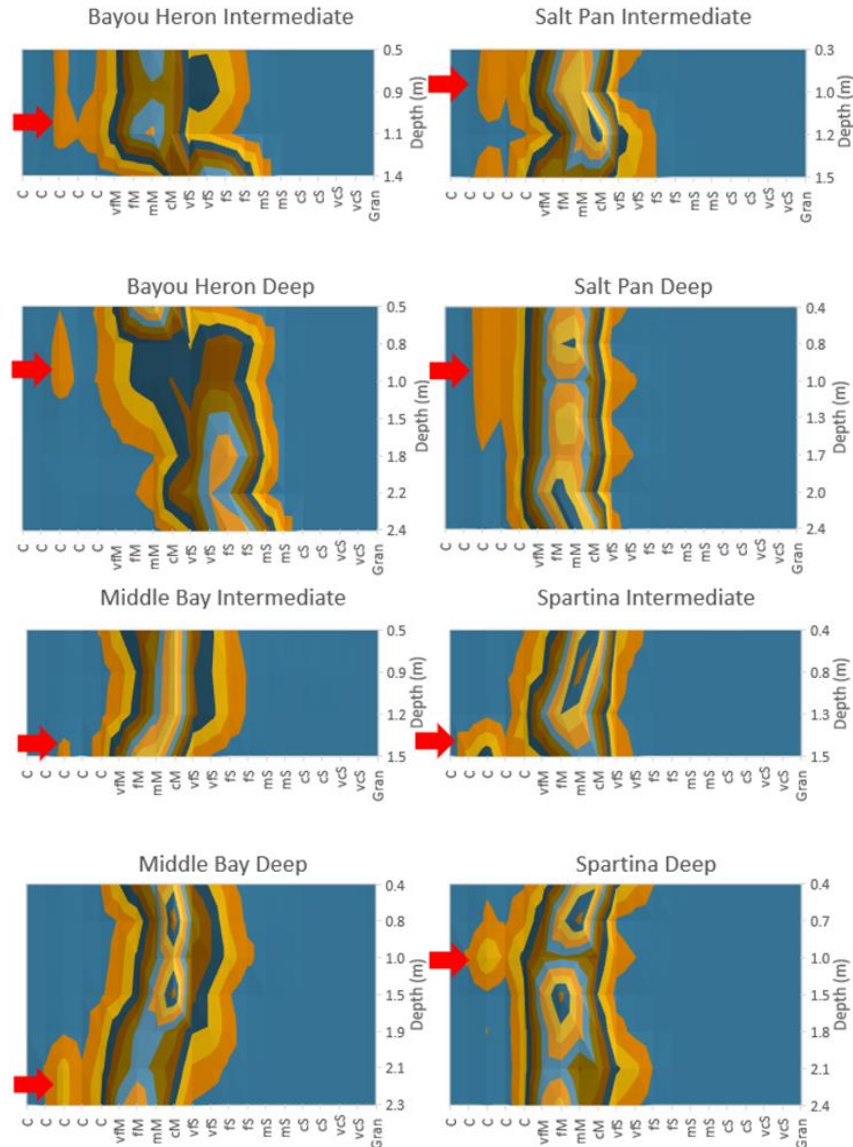 Bayou Heron Intermediate
0.5
0.9
1.1
1.4
Depth (m)
C C C C C vfM fM mM cM vfS vfS fS fS mS mS cS cS vcS vcS Gran
Salt Pan Intermediate
0.3
1.0
1.2
1.5
Depth (m)
C C C C C vfM fM mM cM vfS vfS fS fS mS mS cS cS vcS vcS Gran
Bayou Heron Deep
0.5
0.8
1.0
1.5
1.8
2.2
2.4
Depth (m)
C C C C C vfM fM mM cM vfS vfS fS fS mS mS cS cS vcS vcS Gran
Salt Pan Deep
0.4
0.8
1.0
1.3
1.7
2.0
2.4
Depth (m)
C C C C C vfM fM mM cM vfS vfS fS fS mS mS cS cS vcS vcS Gran
Middle Bay Intermediate
0.5
0.9
1.2
1.5
Depth (m)
C C C C C vfM fM mM cM vfS vfS fS fS mS mS cS cS vcS vcS Gran
Spartina Intermediate
0.4
0.8
1.3
1.5
Depth (m)
C C C C C vfM fM mM cM vfS vfS fS fS mS mS cS cS vcS vcS Gran
Middle Bay Deep
0.4
0.7
1.0
1.5
1.9
2.1
2.3
Depth (m)
C C C C C vfM fM mM cM vfS vfS fS fS mS mS cS cS vcS vcS Gran
Spartina Deep
0.4
0.7
1.0
1.5
1.8
2.1
2.4
Depth (m)
C C C C C vfM fM mM cM vfS vfS fS fS mS mS cS cS vcS vcS Gran